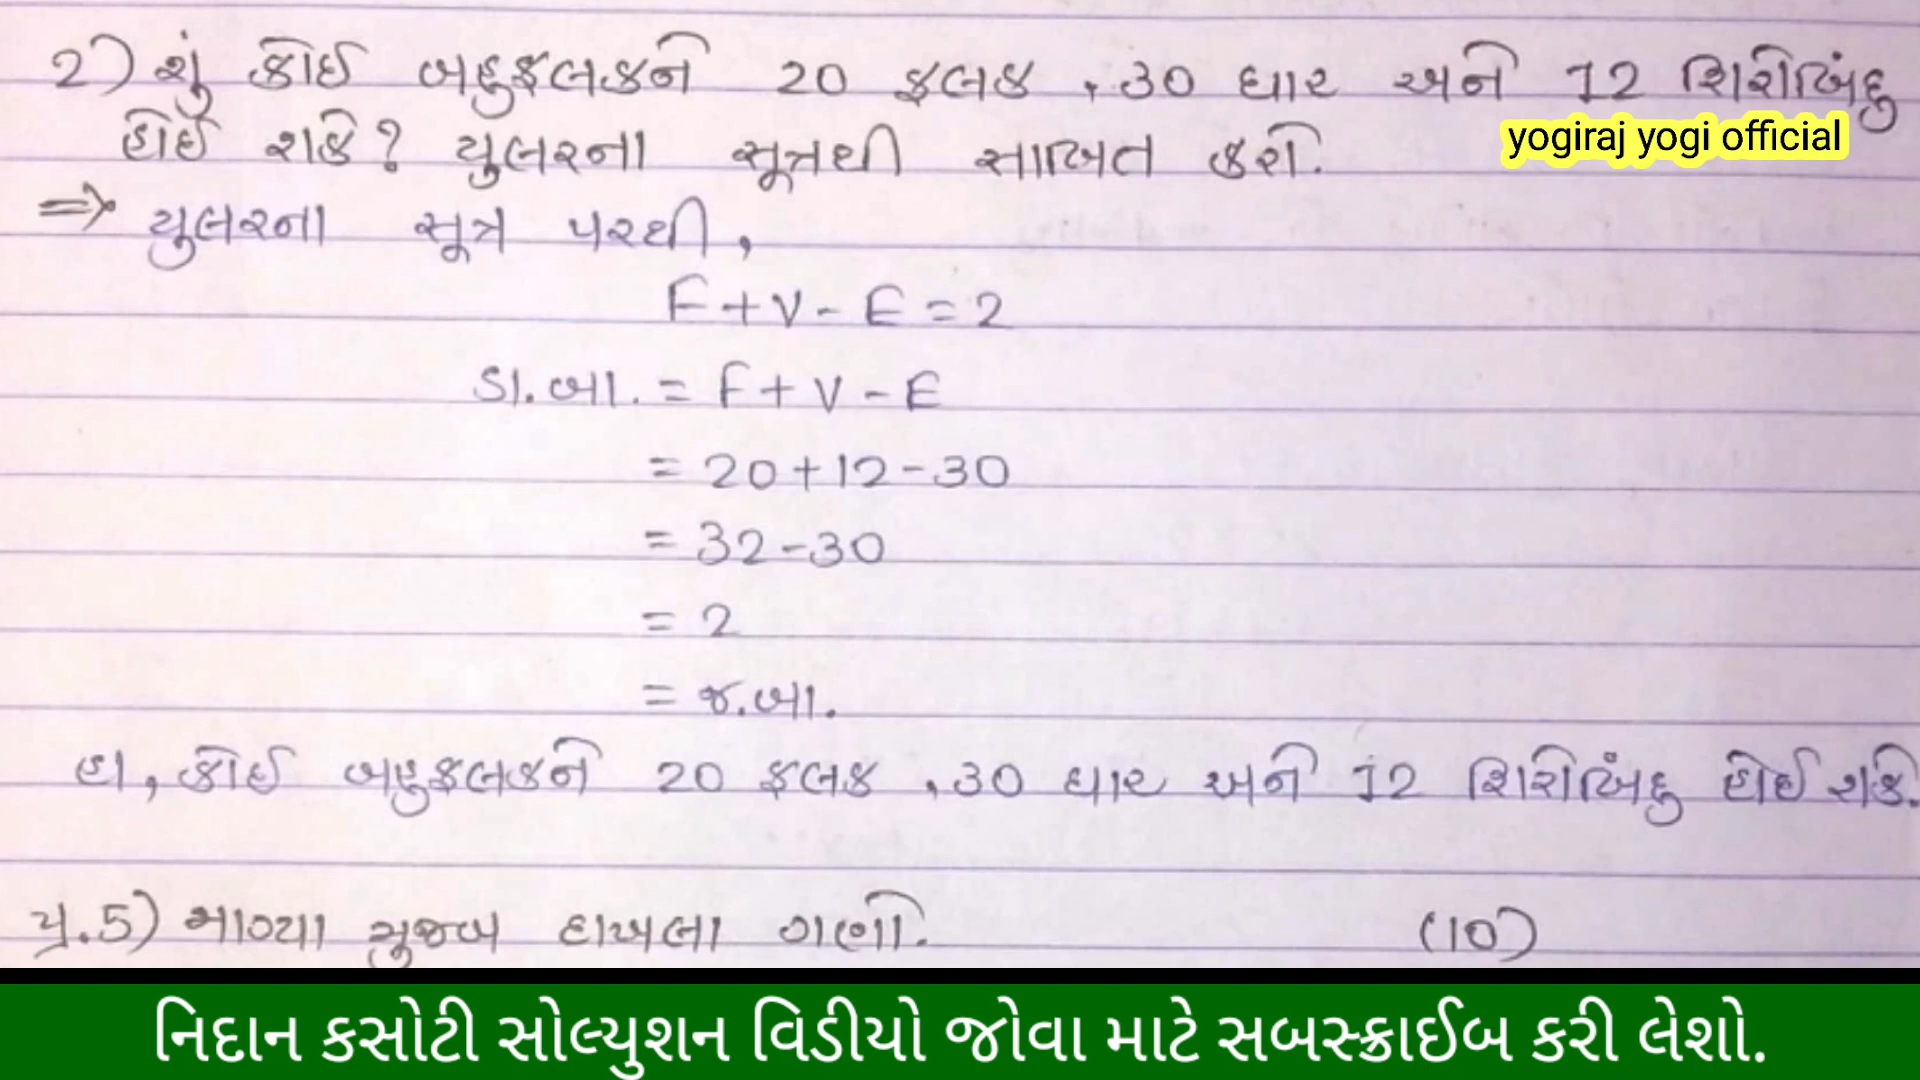 2) શું કોઈ બહુફલકને 20 ફલક , 30 ધાર અને 12 શિરોબિંદુ
હોઈ શકે? યુલરના સૂત્રથી સાબિત કરો.
yogiraj yogi official
⇒ યુલરના સૂત્ર પરથી,
F + V - E = 2
ડા.બા. = F + V - E
= 20 + 12 - 30
= 32 - 30
= 2
= જ.બા.
હા, કોઈ બહુફલકને 20 ફલક , 30 ધાર અને 12 શિરોબિંદુ હોઈ શકે.
પ્ર.5) માગ્યા મુજબ દાખલા ગણો. (10)
નિદાન કસોટી સોલ્યુશન વિડીયો જોવા માટે સબસ્ક્રાઈબ કરી લેશો.